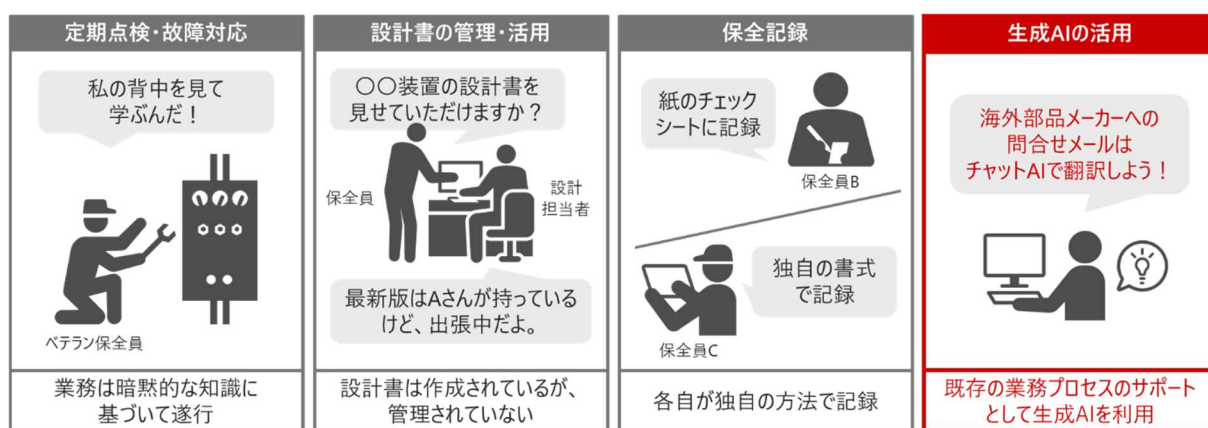 定期点検・故障対応
私の背中を見て
学ぶんだ！
ベテラン保全員
業務は暗黙的な知識に
基づいて遂行
設計書の管理・活用
〇〇装置の設計書を
見せていただけますか？
保全員
設計
担当者
最新版はAさんが持っている
けど、出張中だよ。
設計書は作成されているが、
管理されていない
保全記録
紙のチェック
シートに記録
保全員B
独自の書式
で記録
保全員C
各自が独自の方法で記録
生成AIの活用
海外部品メーカーへの
問合せメールは
チャットAIで翻訳しよう！
既存の業務プロセスのサポート
として生成AIを利用